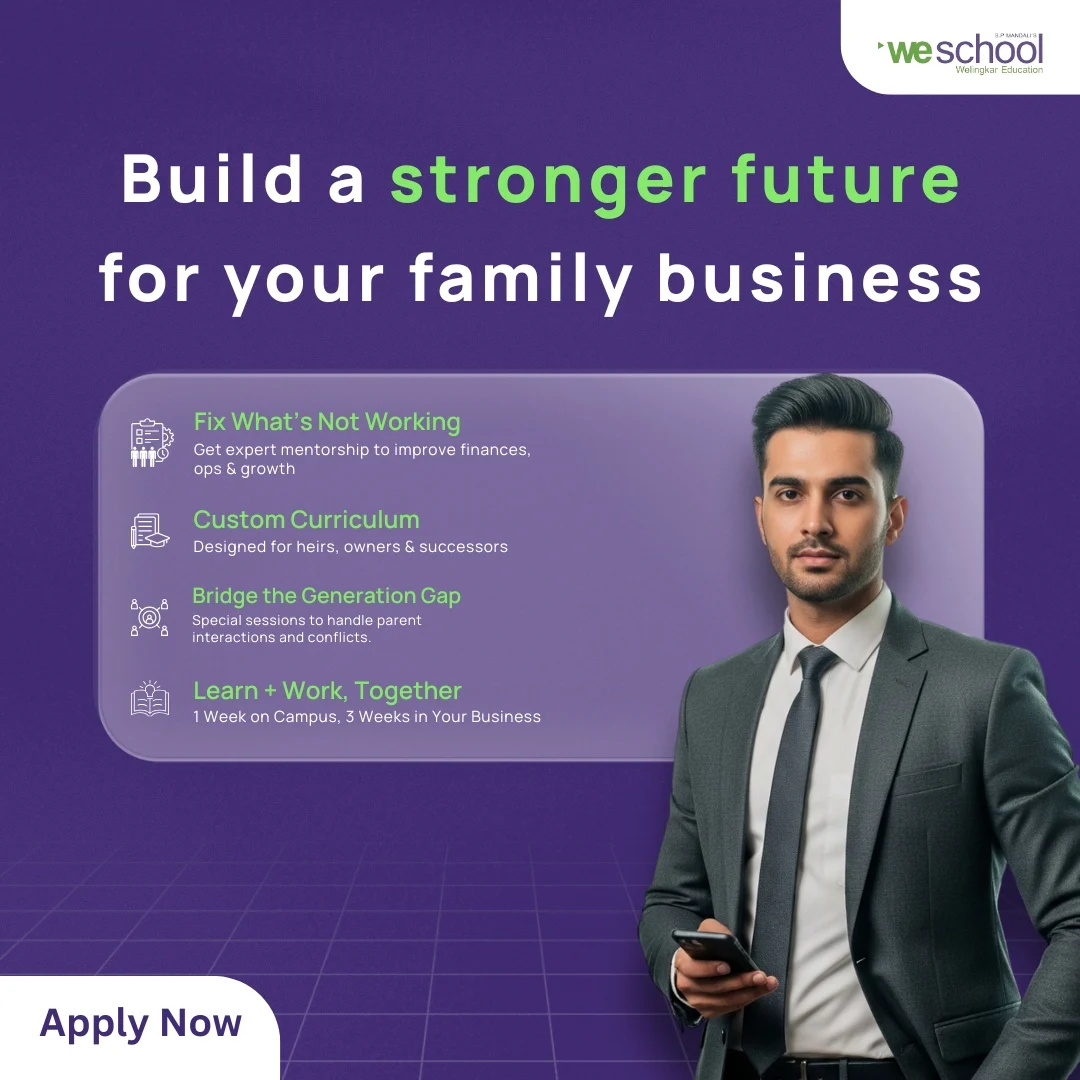 S.P. MANDALI'S
we school
Welingkar Education
Build a stronger future
for your family business
Fix What's Not Working
Get expert mentorship to improve finances,
ops & growth
Custom Curriculum
Designed for heirs, owners & successors
Bridge the Generation Gap
Special sessions to handle parent
interactions and conflicts.
Learn + Work, Together
1 Week on Campus, 3 Weeks in Your Business
Apply Now